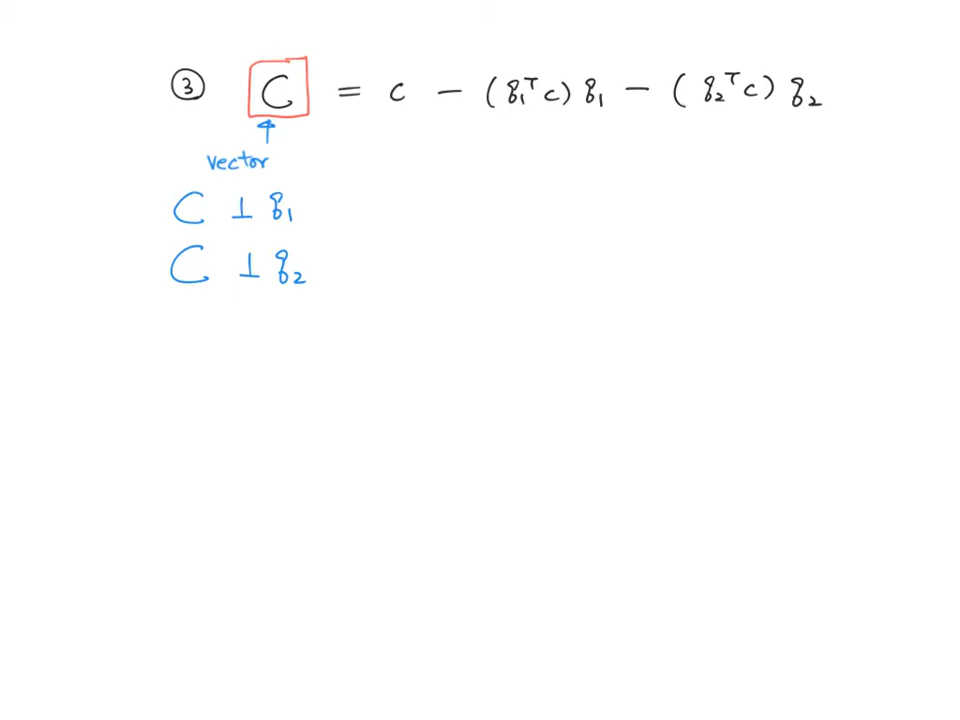 ③ C = c - (q₁ᵀc) q₁ - (q₂ᵀc) q₂
vector
C ⊥ q₁
C ⊥ q₂